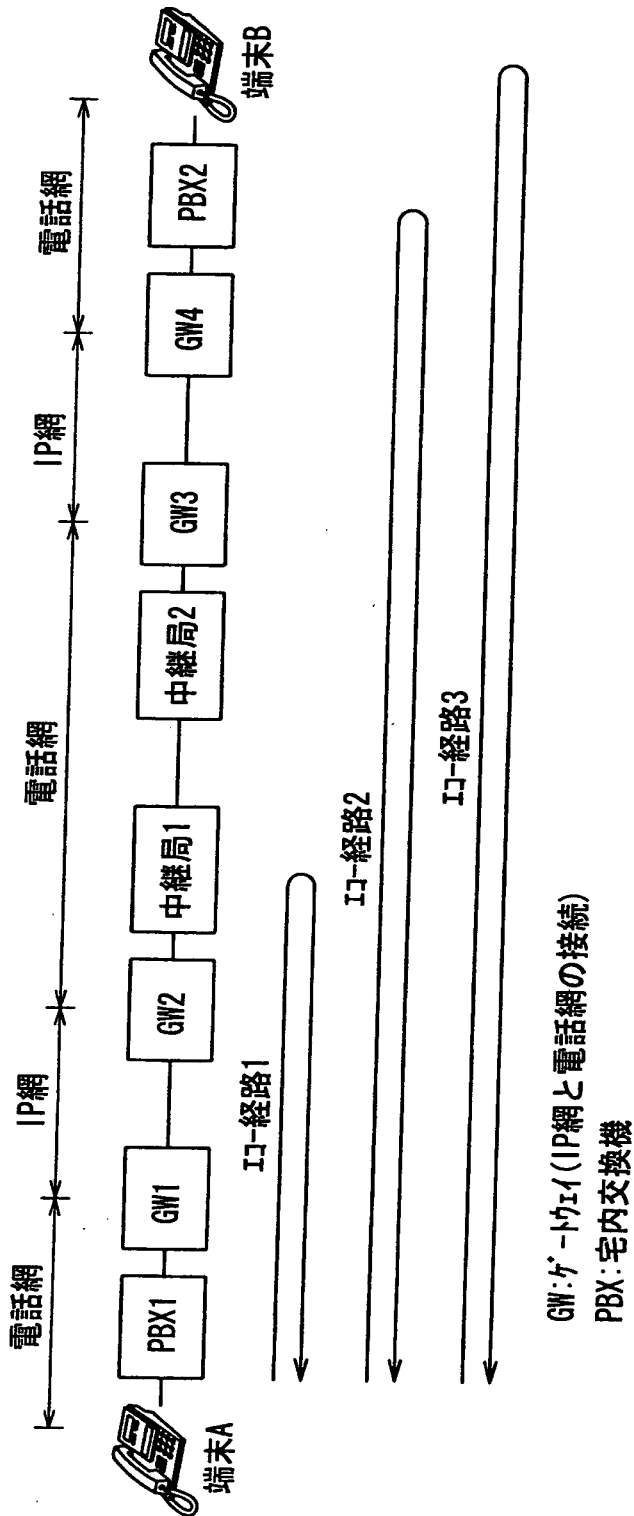 電話網
IP網
電話網
IP網
電話網
端末A
PBX1
GW1
GW2
中継局1
中継局2
GW3
GW4
PBX2
端末B
エコー経路1
エコー経路2
エコー経路3
GW:ゲートウェイ(IP網と電話網の接続)
PBX:宅内交換機